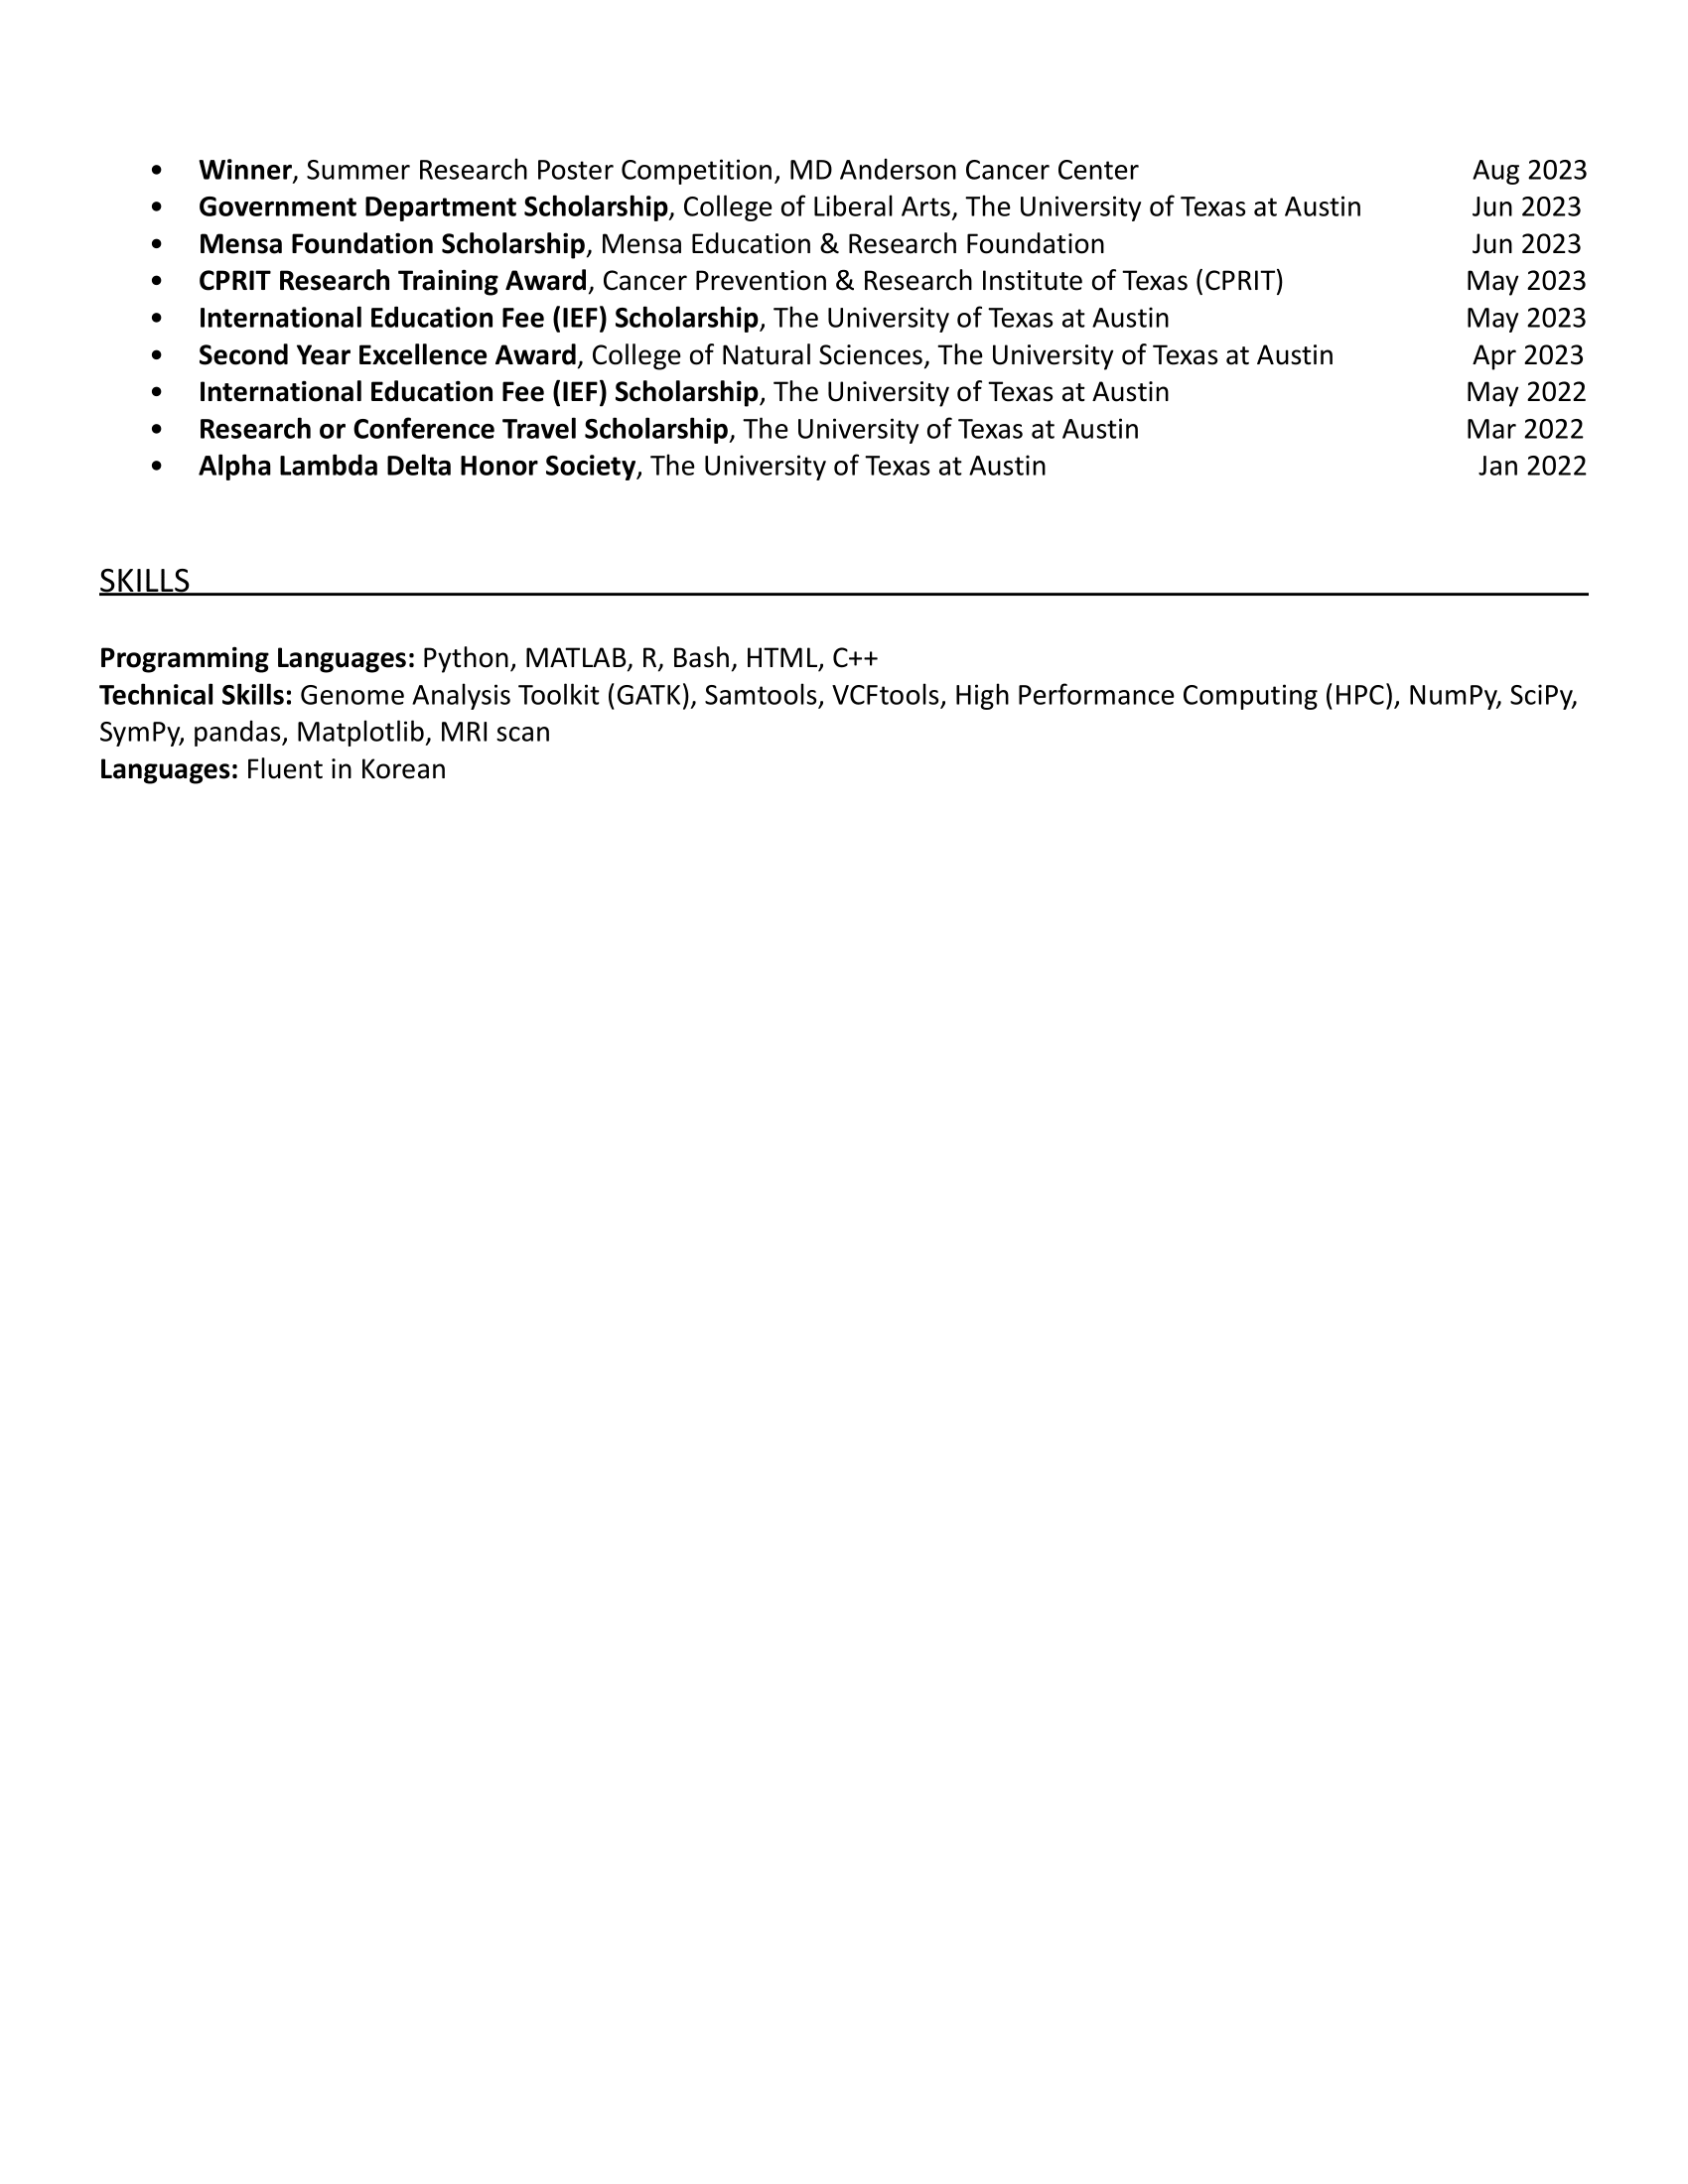 • Winner, Summer Research Poster Competition, MD Anderson Cancer Center Aug 2023
• Government Department Scholarship, College of Liberal Arts, The University of Texas at Austin Jun 2023
• Mensa Foundation Scholarship, Mensa Education & Research Foundation Jun 2023
• CPRIT Research Training Award, Cancer Prevention & Research Institute of Texas (CPRIT) May 2023
• International Education Fee (IEF) Scholarship, The University of Texas at Austin May 2023
• Second Year Excellence Award, College of Natural Sciences, The University of Texas at Austin Apr 2023
• International Education Fee (IEF) Scholarship, The University of Texas at Austin May 2022
• Research or Conference Travel Scholarship, The University of Texas at Austin Mar 2022
• Alpha Lambda Delta Honor Society, The University of Texas at Austin Jan 2022
SKILLS
Programming Languages: Python, MATLAB, R, Bash, HTML, C++
Technical Skills: Genome Analysis Toolkit (GATK), Samtools, VCFtools, High Performance Computing (HPC), NumPy, SciPy,
SymPy, pandas, Matplotlib, MRI scan
Languages: Fluent in Korean